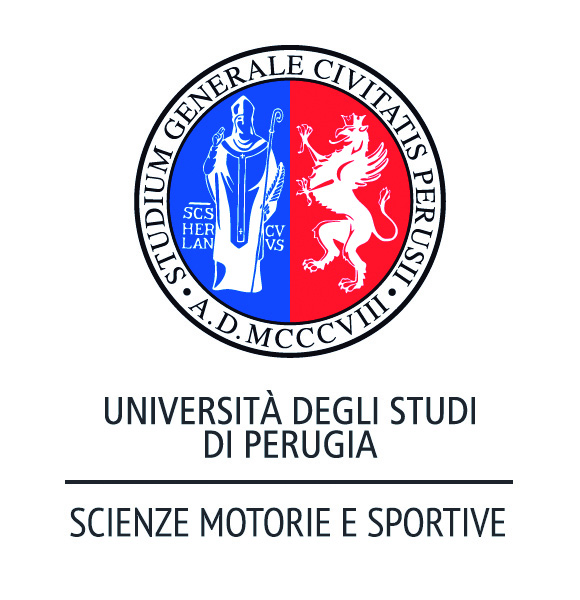 STUDIUM GENERALE CIVITATIS PERUSII
• A.D. MCCCVIII •
SCS
HER CV
LAN VS
UNIVERSITÀ DEGLI STUDI
DI PERUGIA
SCIENZE MOTORIE E SPORTIVE